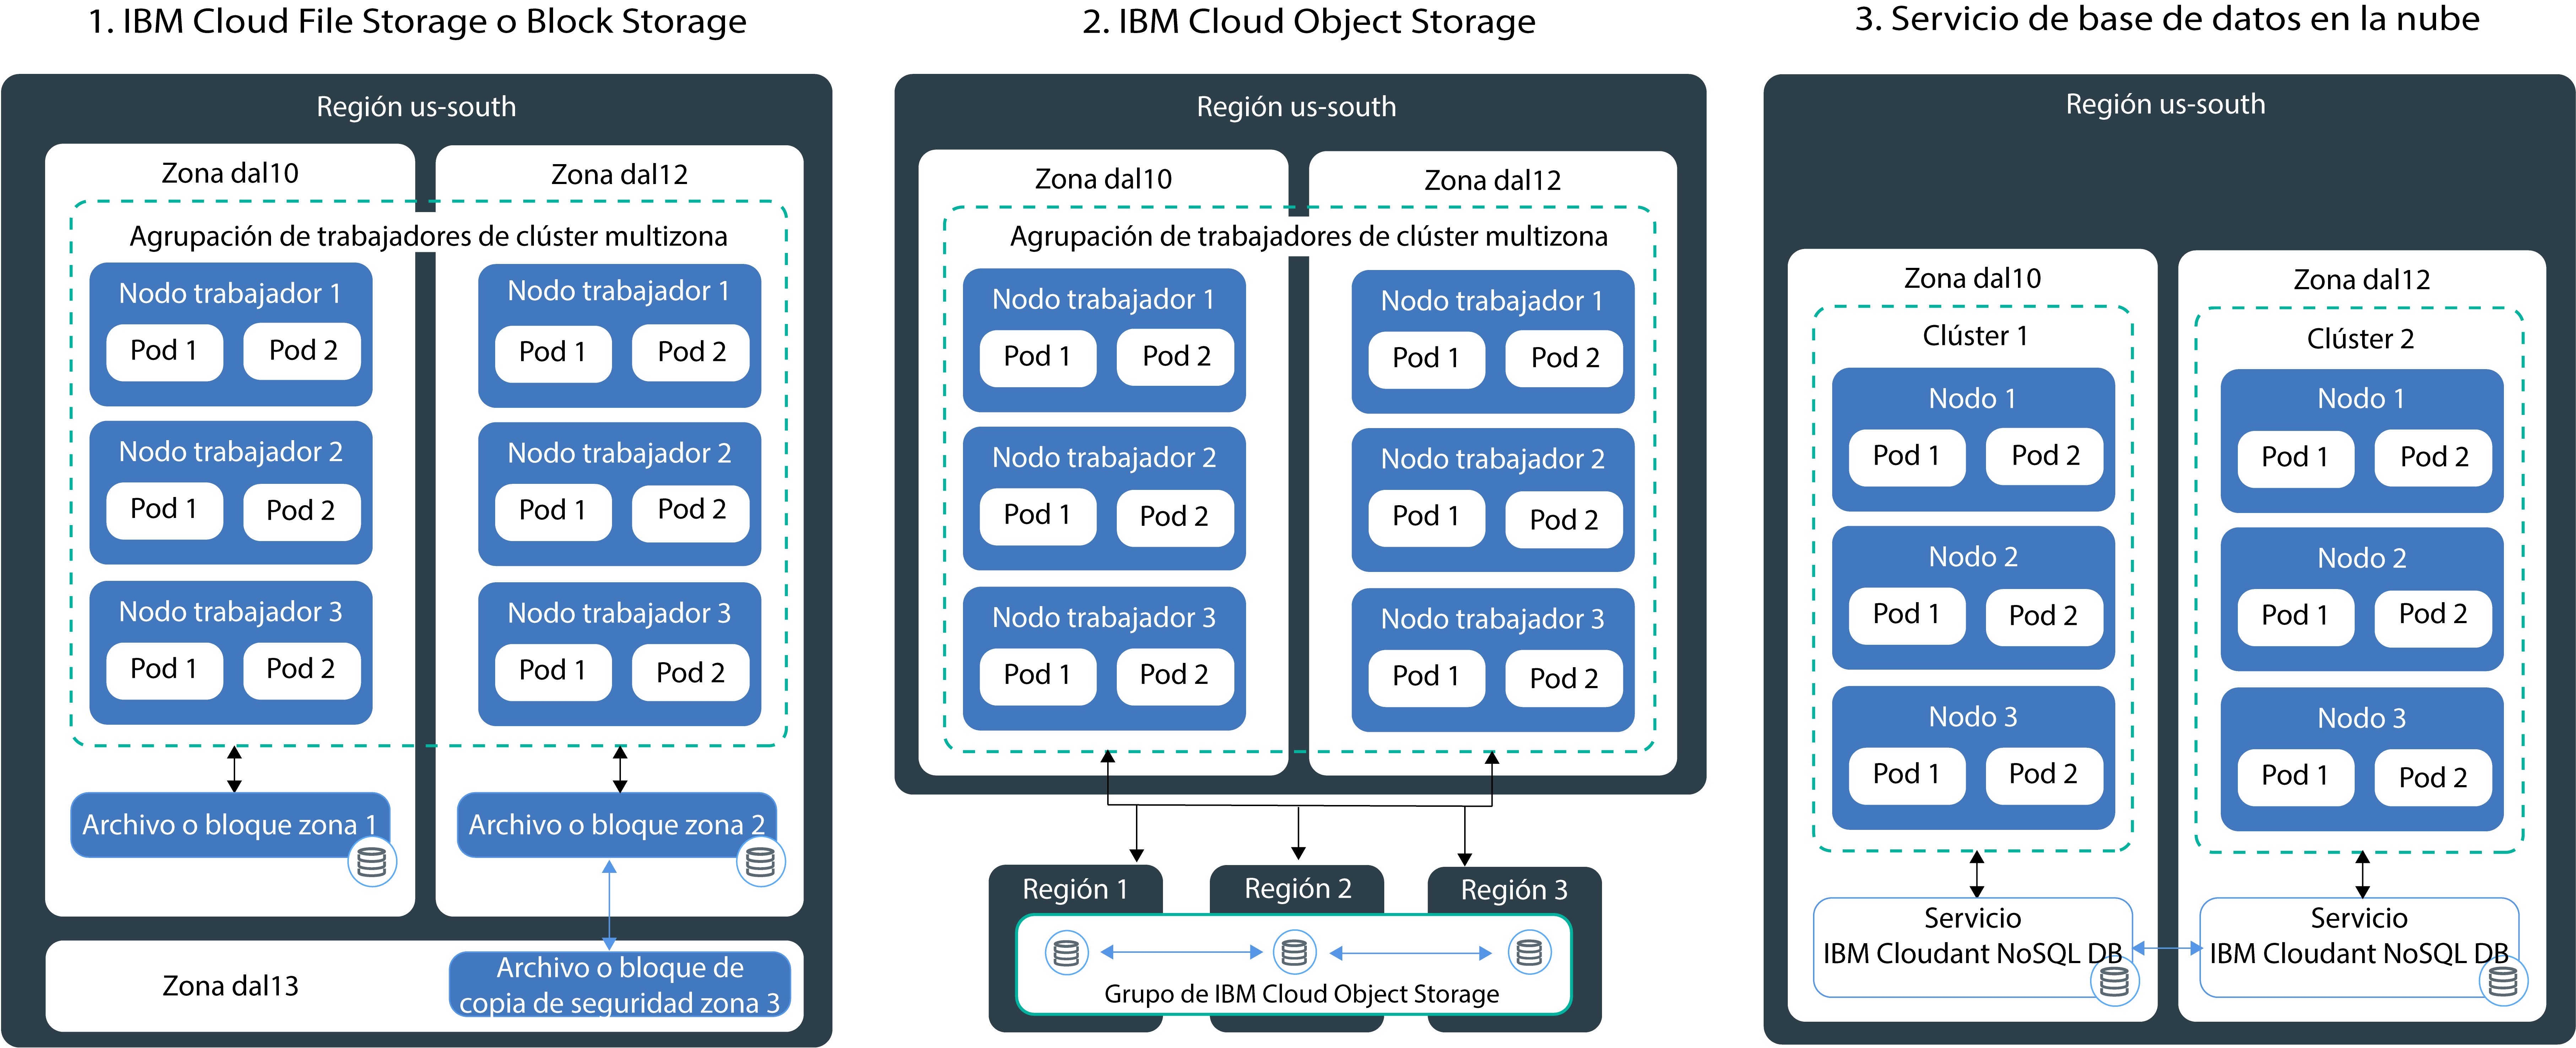 1. IBM Cloud File Storage o Block Storage
Región us-south
Zona dal10
Zona dal12
Agrupación de trabajadores de clúster multizona
Nodo trabajador 1
Pod 1
Pod 2
Nodo trabajador 1
Pod 1
Pod 2
Nodo trabajador 2
Pod 1
Pod 2
Nodo trabajador 2
Pod 1
Pod 2
Nodo trabajador 3
Pod 1
Pod 2
Nodo trabajador 3
Pod 1
Pod 2
Archivo o bloque zona 1
Archivo o bloque zona 2
Zona dal13
Archivo o bloque de
copia de seguridad zona 3
2. IBM Cloud Object Storage
Región us-south
Zona dal10
Zona dal12
Agrupación de trabajadores de clúster multizona
Nodo trabajador 1
Pod 1
Pod 2
Nodo trabajador 1
Pod 1
Pod 2
Nodo trabajador 2
Pod 1
Pod 2
Nodo trabajador 2
Pod 1
Pod 2
Nodo trabajador 3
Pod 1
Pod 2
Nodo trabajador 3
Pod 1
Pod 2
Región 1
Región 2
Región 3
Grupo de IBM Cloud Object Storage
3. Servicio de base de datos en la nube
Región us-south
Zona dal10
Zona dal12
Clúster 1
Clúster 2
Nodo 1
Pod 1
Pod 2
Nodo 1
Pod 1
Pod 2
Nodo 2
Pod 1
Pod 2
Nodo 2
Pod 1
Pod 2
Nodo 3
Pod 1
Pod 2
Nodo 3
Pod 1
Pod 2
Servicio
IBM Cloudant NoSQL DB
Servicio
IBM Cloudant NoSQL DB